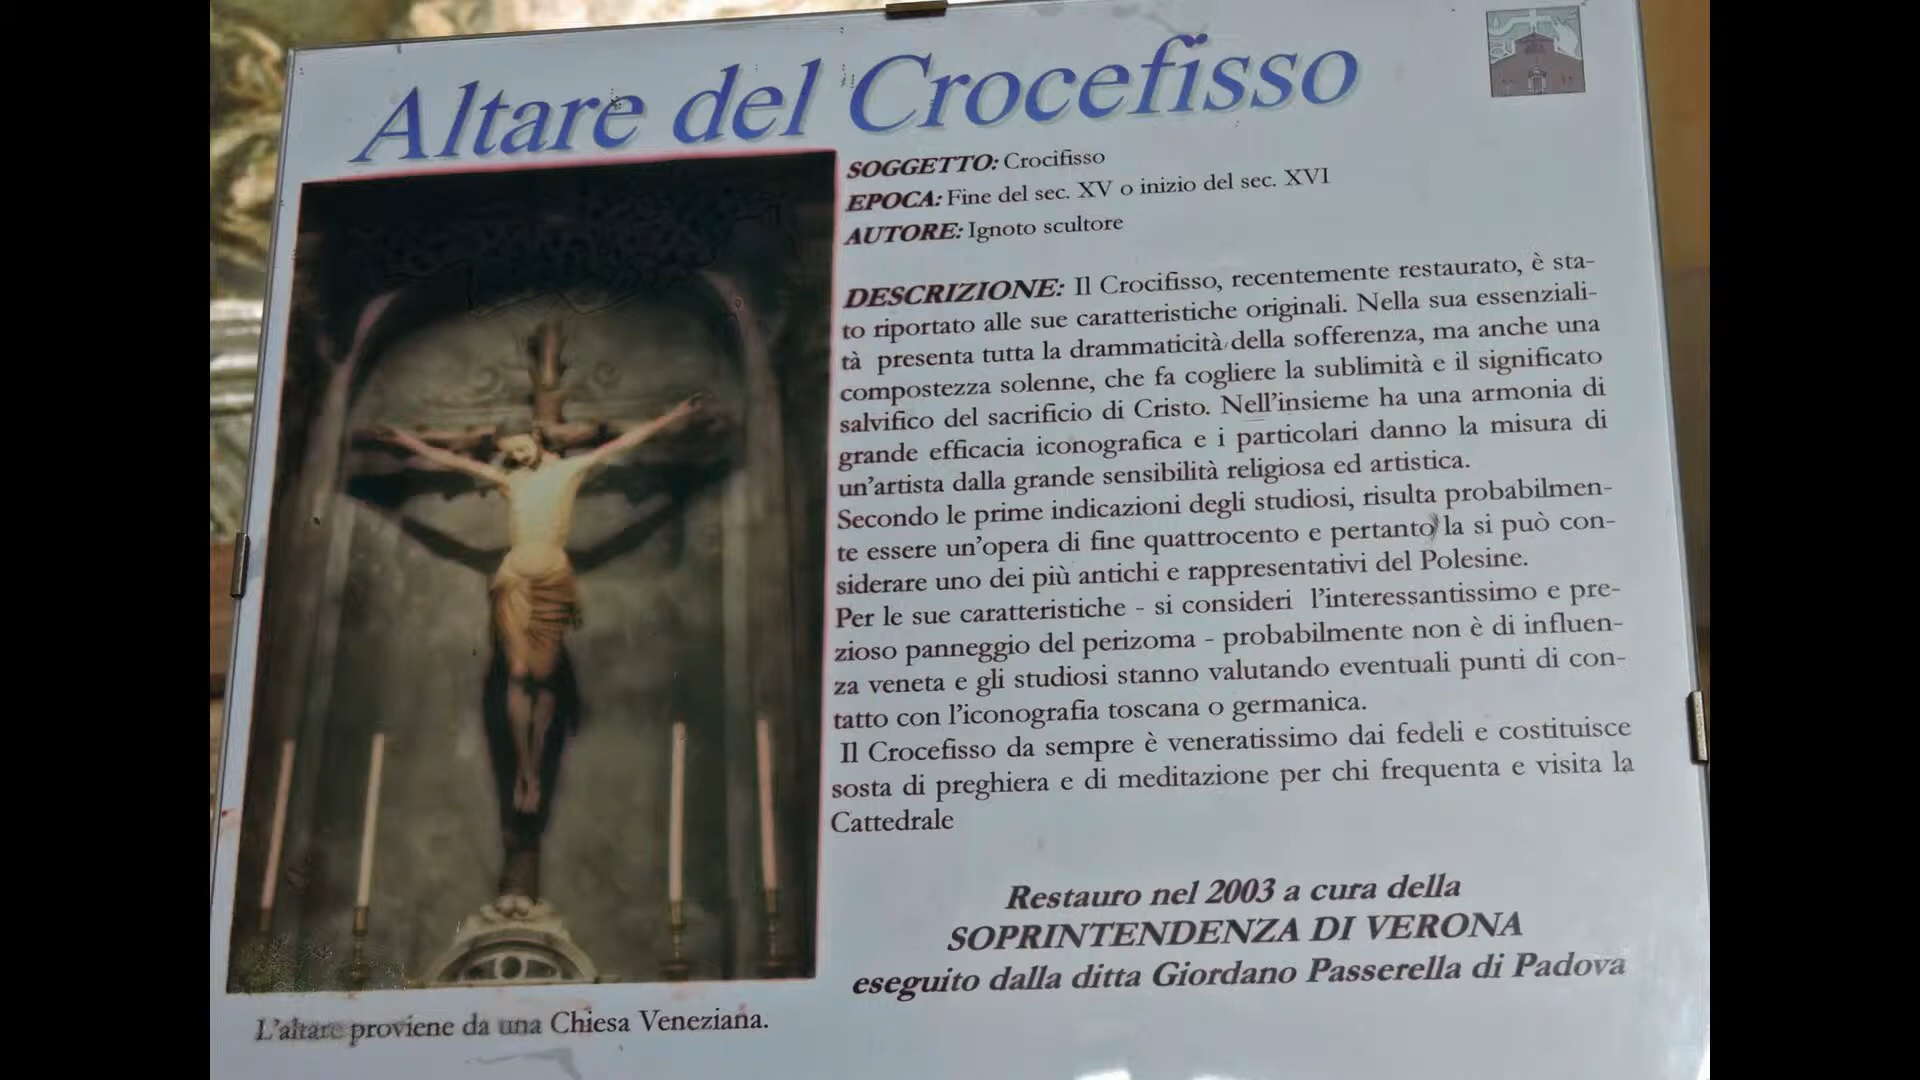 Altare del Crocefisso
SOGGETTO: Crocifisso
EPOCA: Fine del sec. XV o inizio del sec. XVI
AUTORE: Ignoto scultore
DESCRIZIONE: Il Crocifisso, recentemente restaurato, è sta-
to riportato alle sue caratteristiche originali. Nella sua essenziali-
tà presenta tutta la drammaticità della sofferenza, ma anche una
compostezza solenne, che fa cogliere la sublimità e il significato
salvifico del sacrificio di Cristo. Nell'insieme ha una armonia di
grande efficacia iconografica e i particolari danno la misura di
un'artista dalla grande sensibilità religiosa ed artistica.
Secondo le prime indicazioni degli studiosi, risulta probabilmen-
te essere un'opera di fine quattrocento e pertanto la si può con-
siderare uno dei più antichi e rappresentativi del Polesine.
Per le sue caratteristiche - si consideri l'interessantissimo e pre-
zioso panneggio del perizoma - probabilmente non è di influen-
za veneta e gli studiosi stanno valutando eventuali punti di con-
tatto con l'iconografia toscana o germanica.
Il Crocefisso da sempre è veneratissimo dai fedeli e costituisce
sosta di preghiera e di meditazione per chi frequenta e visita la
Cattedrale
Restauro nel 2003 a cura della
SOPRINTENDENZA DI VERONA
eseguito dalla ditta Giordano Passerella di Padova
L'altare proviene da una Chiesa Veneziana.